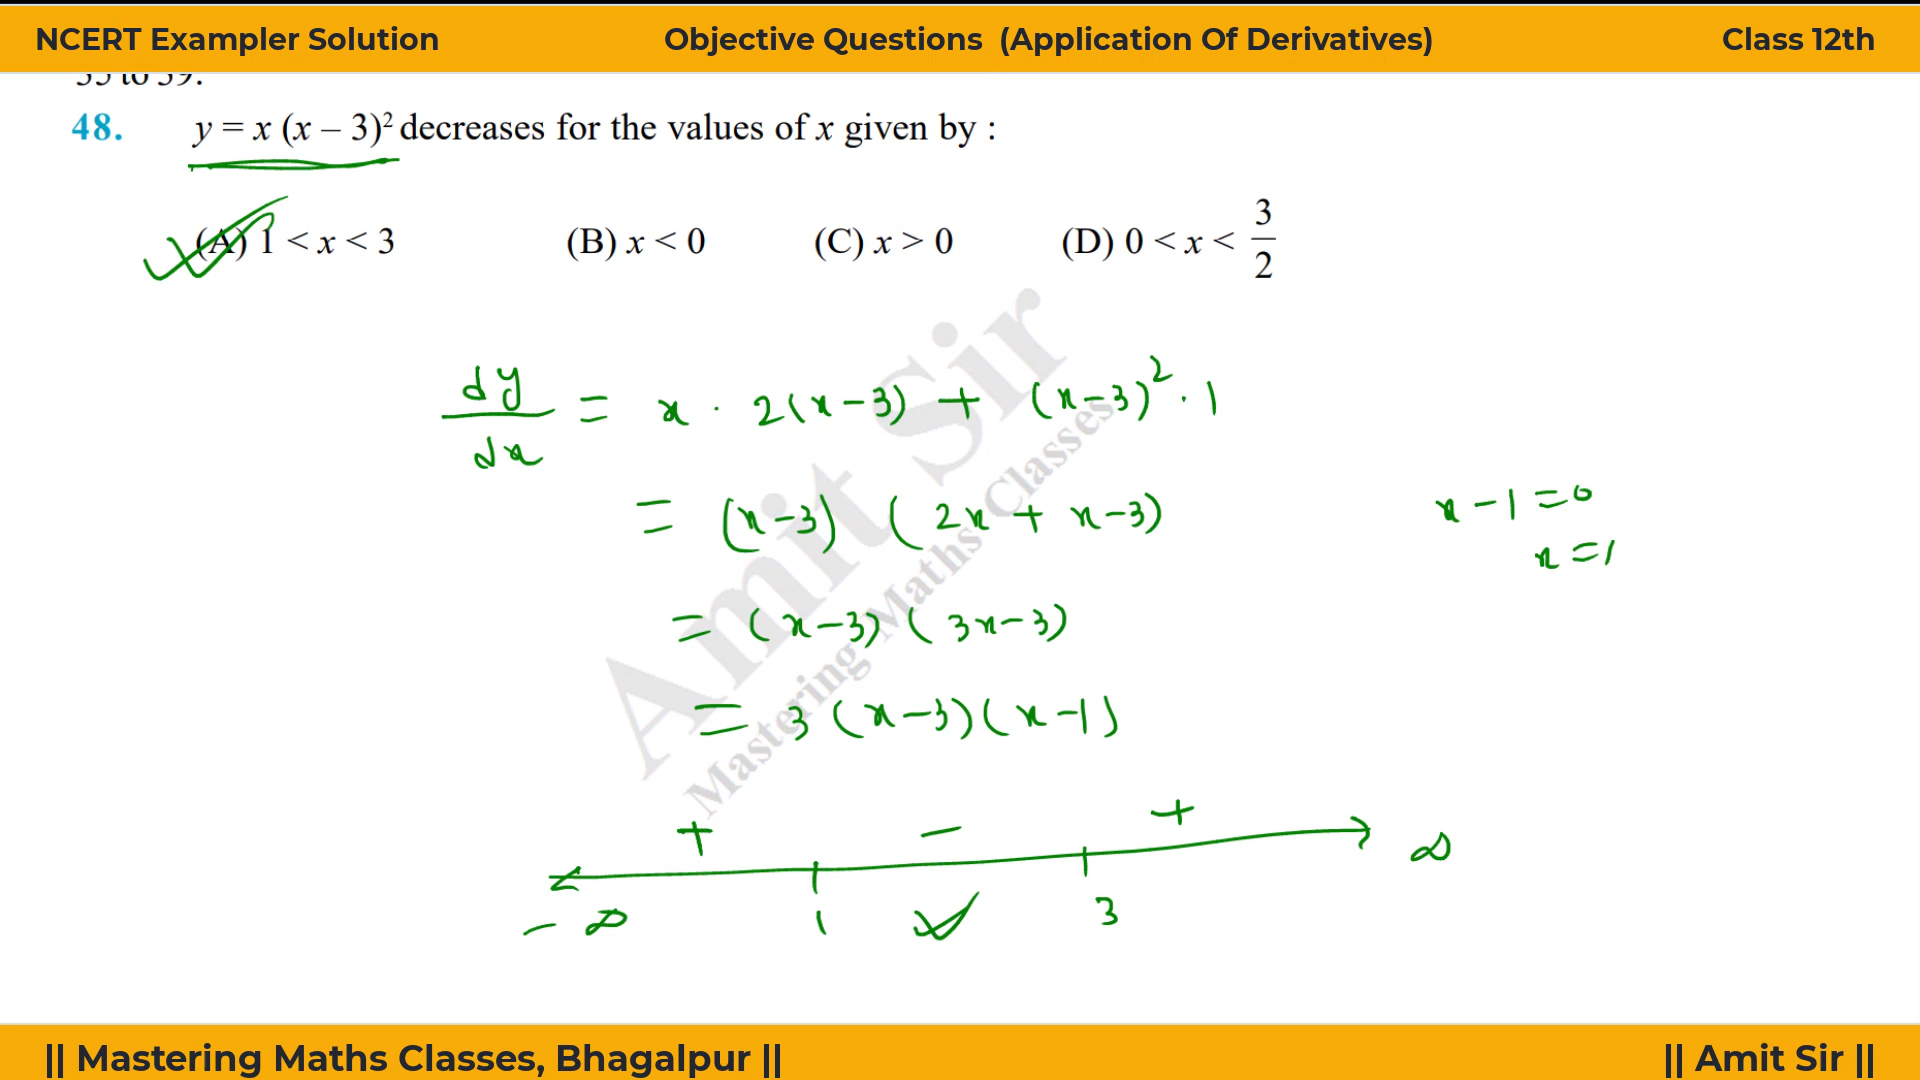 NCERT Exampler Solution Objective Questions (Application Of Derivatives) Class 12th
35 to 39.
48. y = x (x – 3)² decreases for the values of x given by :
(A) 1 < x < 3 (B) x < 0 (C) x > 0 (D) 0 < x < 3/2
dy/dx = x · 2(x-3) + (x-3)² · 1
= (x-3) (2x + x-3)
x - 1 = 0
x = 1
= (x-3) (3x-3)
= 3 (x-3)(x-1)
+ - +
- ∞ 1 3 ∞
Amit Sir
Mastering Maths Classes
|| Mastering Maths Classes, Bhagalpur || || Amit Sir ||